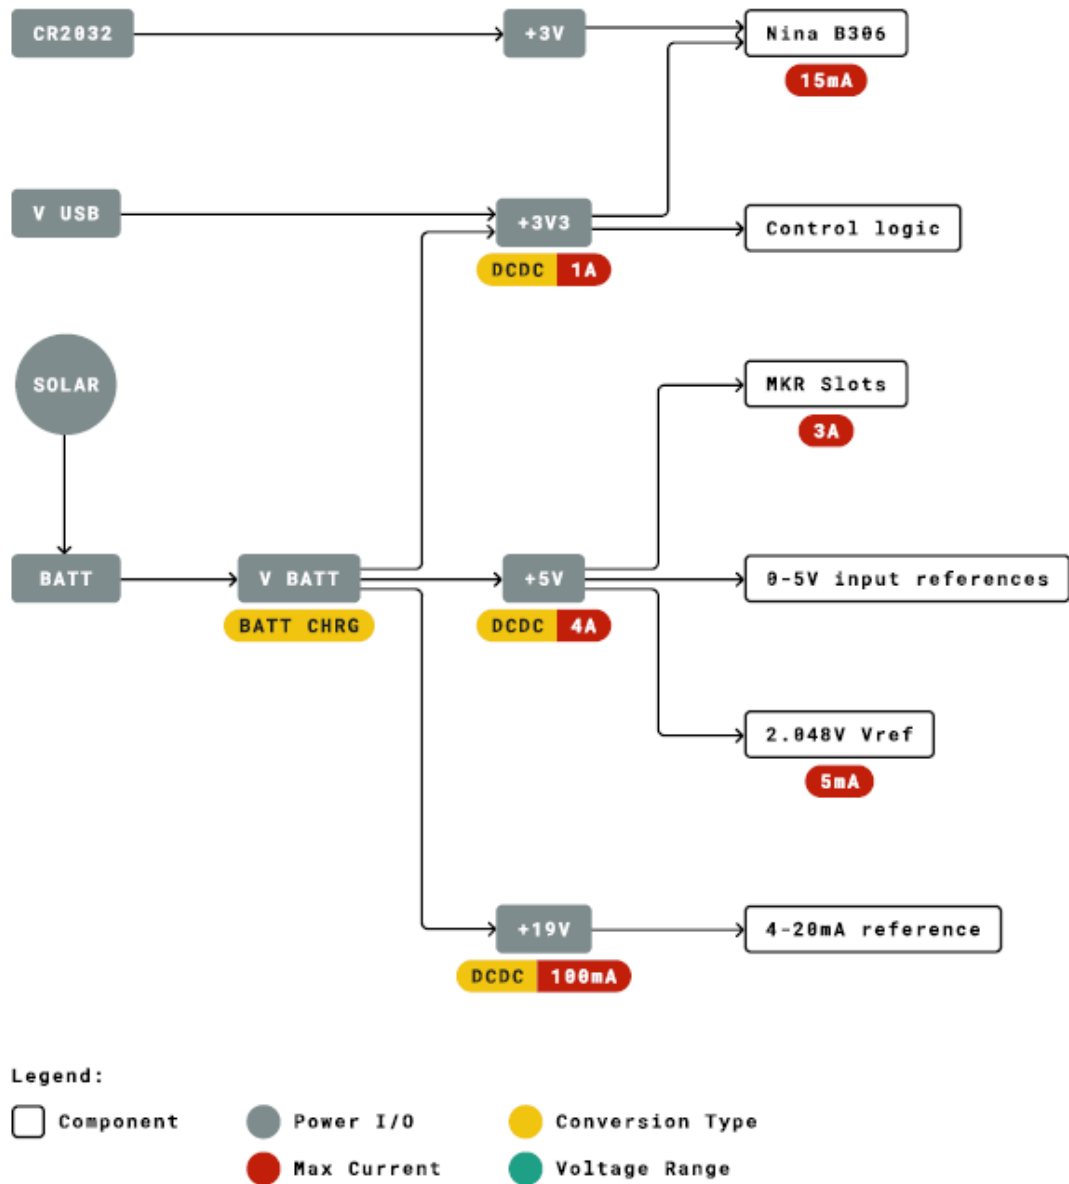 CR2032
+3V
Nina B306
15mA
V USB
+3V3
Control logic
DCDC 1A
SOLAR
MKR Slots
3A
BATT
V BATT
+5V
0-5V input references
BATT CHRG
DCDC 4A
2.048V Vref
5mA
+19V
4-20mA reference
DCDC 100mA
Legend:
Component
Power I/O
Conversion Type
Max Current
Voltage Range